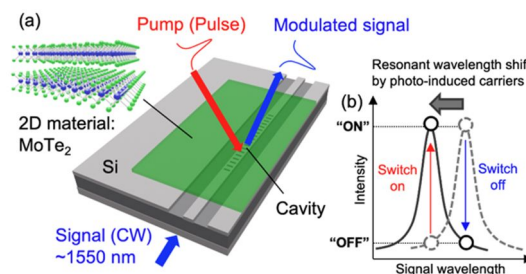 (a)
Pump (Pulse)
Modulated signal
2D material:
MoTe2
Si
Cavity
Signal (CW)
~1550 nm
Resonant wavelength shift
by photo-induced carriers
(b)
"ON"
Switch
on
Switch
off
"OFF"
Intensity
Signal wavelength